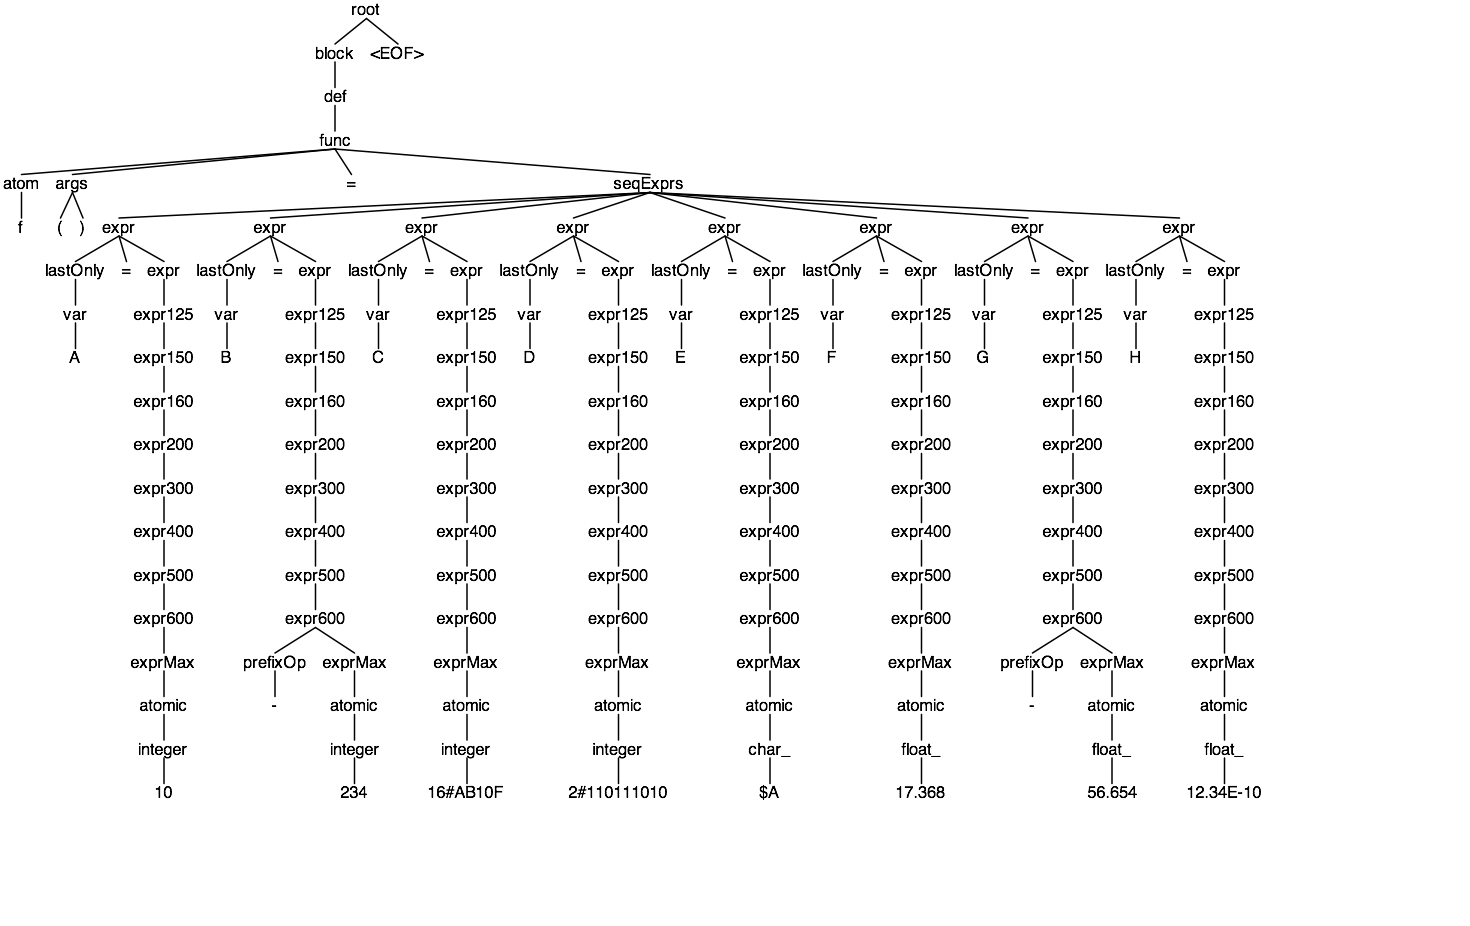 root
block <EOF>
def
func
atom args = seqExprs
f ( ) expr expr expr expr expr expr expr expr
lastOnly = expr lastOnly = expr lastOnly = expr lastOnly = expr lastOnly = expr lastOnly = expr lastOnly = expr lastOnly = expr
var expr125 var expr125 var expr125 var expr125 var expr125 var expr125 var expr125 var expr125
A expr150 B expr150 C expr150 D expr150 E expr150 F expr150 G expr150 H expr150
expr160 expr160 expr160 expr160 expr160 expr160 expr160 expr160
expr200 expr200 expr200 expr200 expr200 expr200 expr200 expr200
expr300 expr300 expr300 expr300 expr300 expr300 expr300 expr300
expr400 expr400 expr400 expr400 expr400 expr400 expr400 expr400
expr500 expr500 expr500 expr500 expr500 expr500 expr500 expr500
expr600 expr600 expr600 expr600 expr600 expr600 expr600 expr600
exprMax prefixOp exprMax exprMax exprMax exprMax exprMax prefixOp exprMax exprMax
atomic - atomic atomic atomic atomic atomic - atomic atomic
integer integer integer integer char_ float_ float_ float_
10 234 16#AB10F 2#110111010 $A 17.368 56.654 12.34E-10